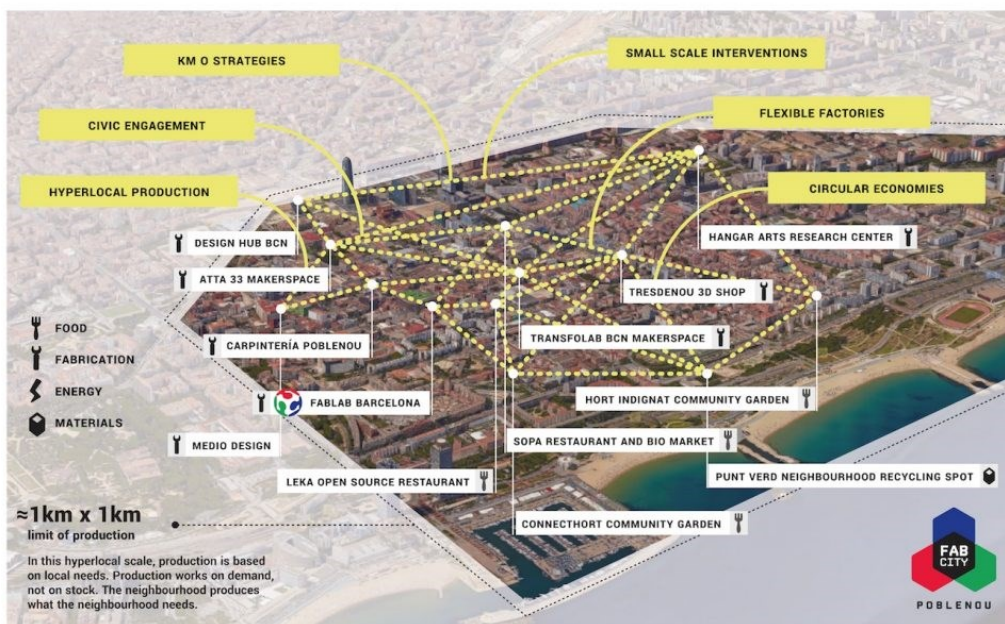 KM O STRATEGIES
SMALL SCALE INTERVENTIONS
CIVIC ENGAGEMENT
FLEXIBLE FACTORIES
HYPERLOCAL PRODUCTION
CIRCULAR ECONOMIES
DESIGN HUB BCN
HANGAR ARTS RESEARCH CENTER
ATTA 33 MAKERSPACE
TRESDENOU 3D SHOP
CARPINTERÍA POBLENOU
TRANSFOLAB BCN MAKERSPACE
FABLAB BARCELONA
HORT INDIGNAT COMMUNITY GARDEN
MEDIO DESIGN
SOPA RESTAURANT AND BIO MARKET
LEKA OPEN SOURCE RESTAURANT
PUNT VERD NEIGHBOURHOOD RECYCLING SPOT
CONNECTHORT COMMUNITY GARDEN
FOOD
FABRICATION
ENERGY
MATERIALS
≈1km x 1km
limit of production
In this hyperlocal scale, production is based
on local needs. Production works on demand,
not on stock. The neighbourhood produces
what the neighbourhood needs.
FAB
CITY
POBLENOU